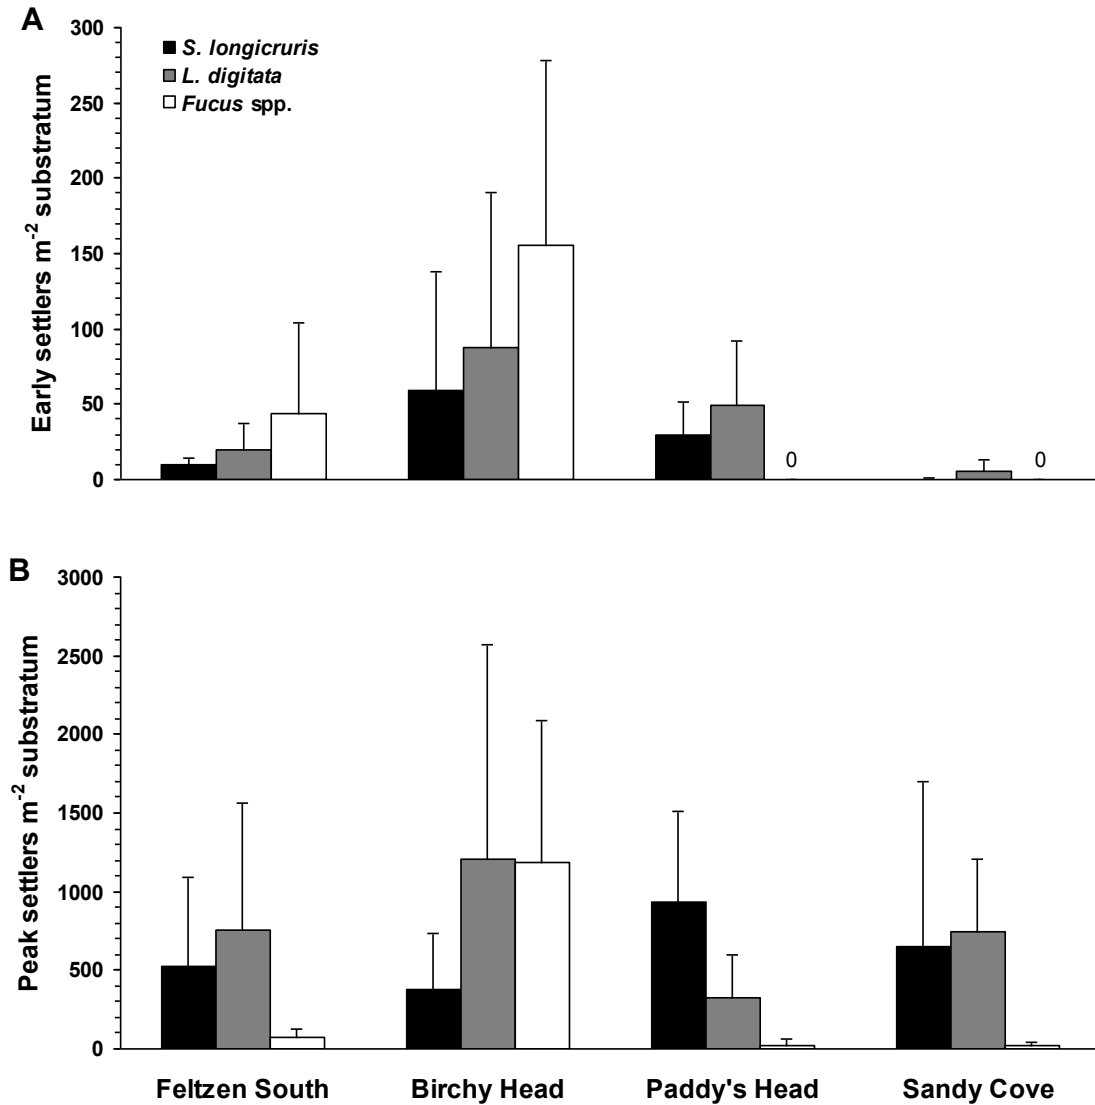 A
300
250
200
150
100
50
0
Early settlers m-2 substratum
S. longicruris
L. digitata
Fucus spp.
0
0
B
3000
2500
2000
1500
1000
500
0
Peak settlers m-2 substratum
Feltzen South Birchy Head Paddy's Head Sandy Cove